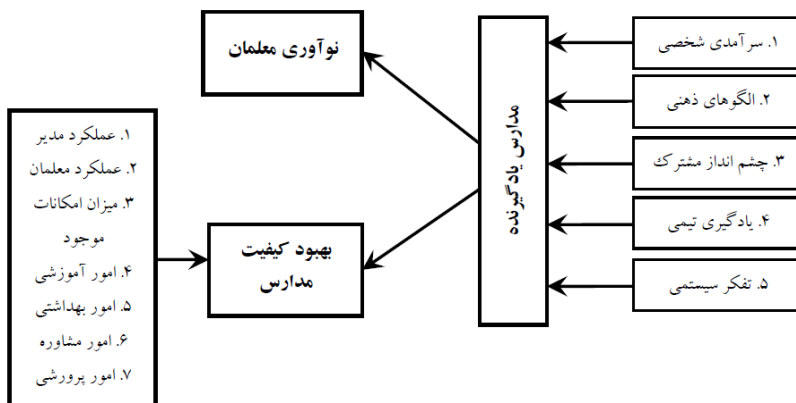 ۱. سرآمدی شخصی
۲. الگوهای ذهنی
۳. چشم انداز مشترک
۴. یادگیری تیمی
۵. تفکر سیستمی
مدارس یادگیرنده
نوآوری معلمان
بهبود کیفیت
مدارس
۱. عملکرد مدیر
۲. عملکرد معلمان
۳. میزان امکانات
موجود
۴. امور آموزشی
۵. امور بهداشتی
۶. امور مشاوره
۷. امور پرورشی